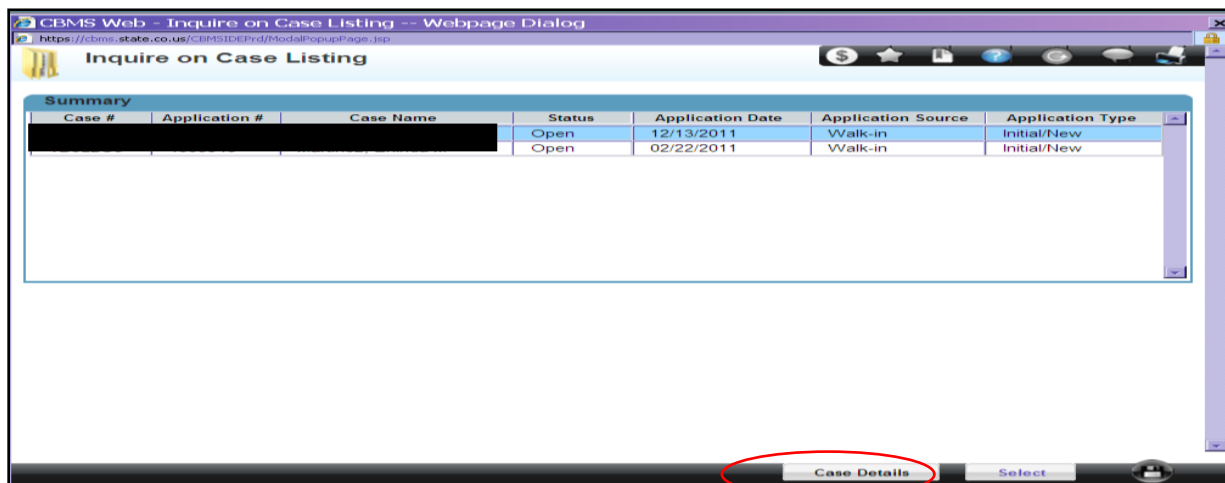 CBMS Web - Inquire on Case Listing -- Webpage Dialog
https://cbms.state.co.us/CBMSIDEPrd/ModalPopupPage.jsp
Inquire on Case Listing
Summary
Case # Application # Case Name Status Application Date Application Source Application Type
Open 12/13/2011 Walk-in Initial/New
Open 02/22/2011 Walk-in Initial/New
Case Details Select